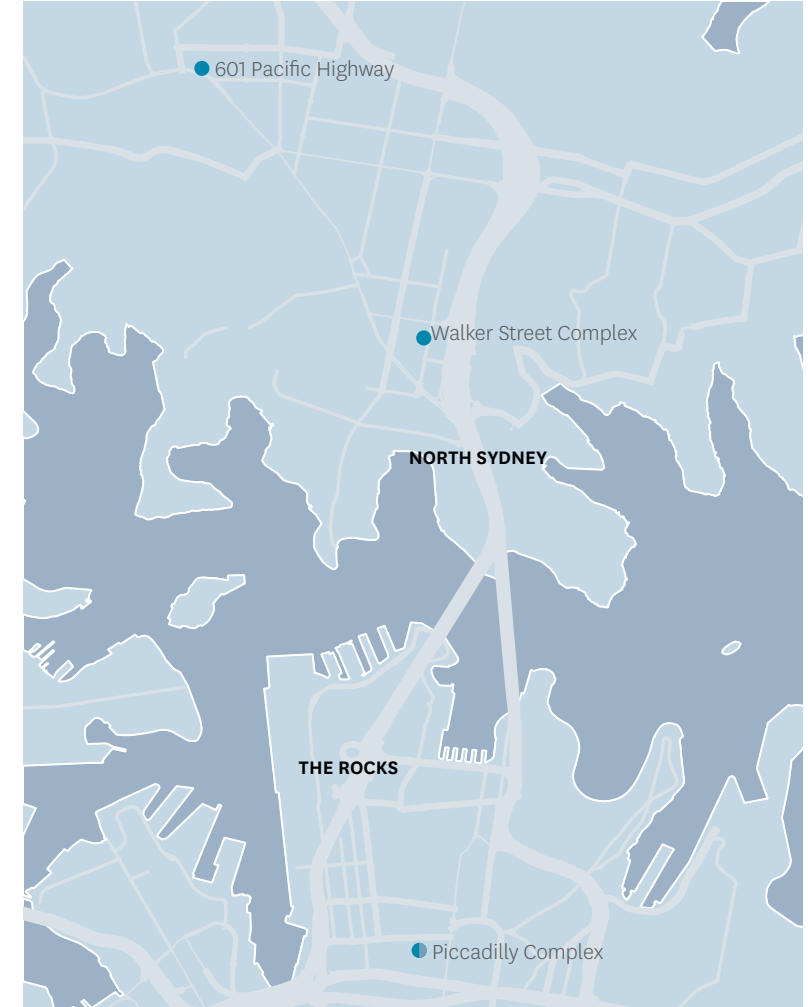 601 Pacific Highway
Walker Street Complex
NORTH SYDNEY
THE ROCKS
Piccadilly Complex